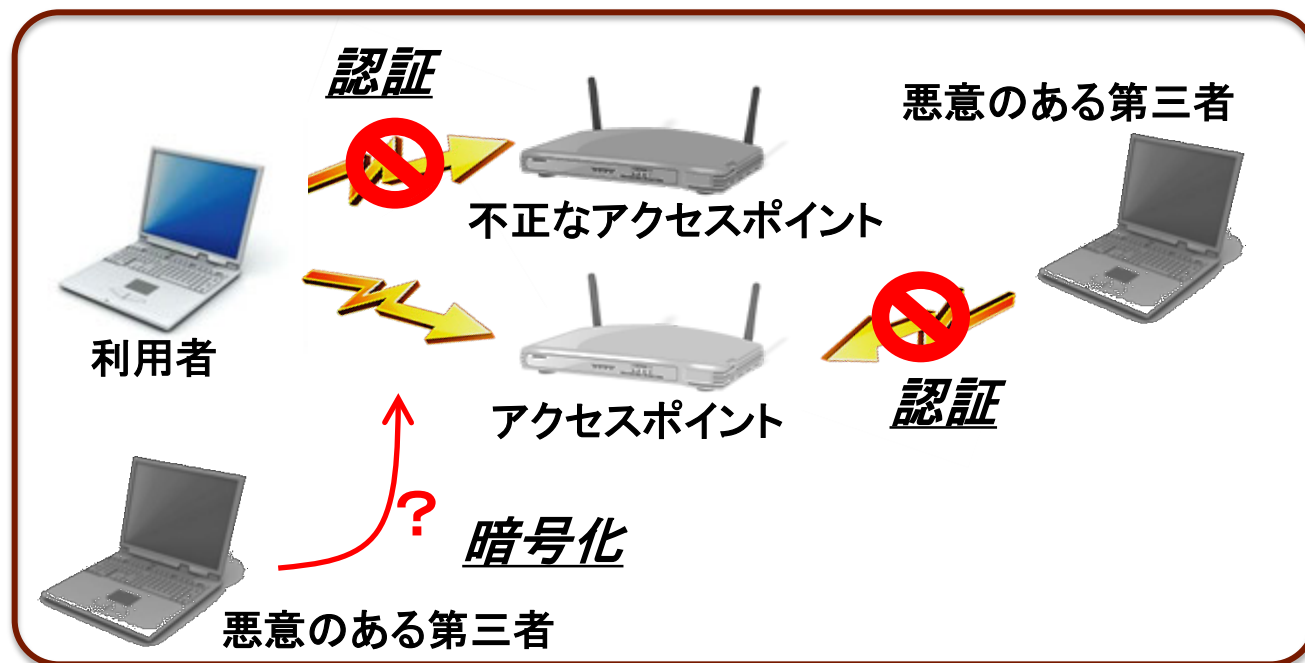 認証
悪意のある第三者
不正なアクセスポイント
利用者
アクセスポイント
認証
?
暗号化
悪意のある第三者